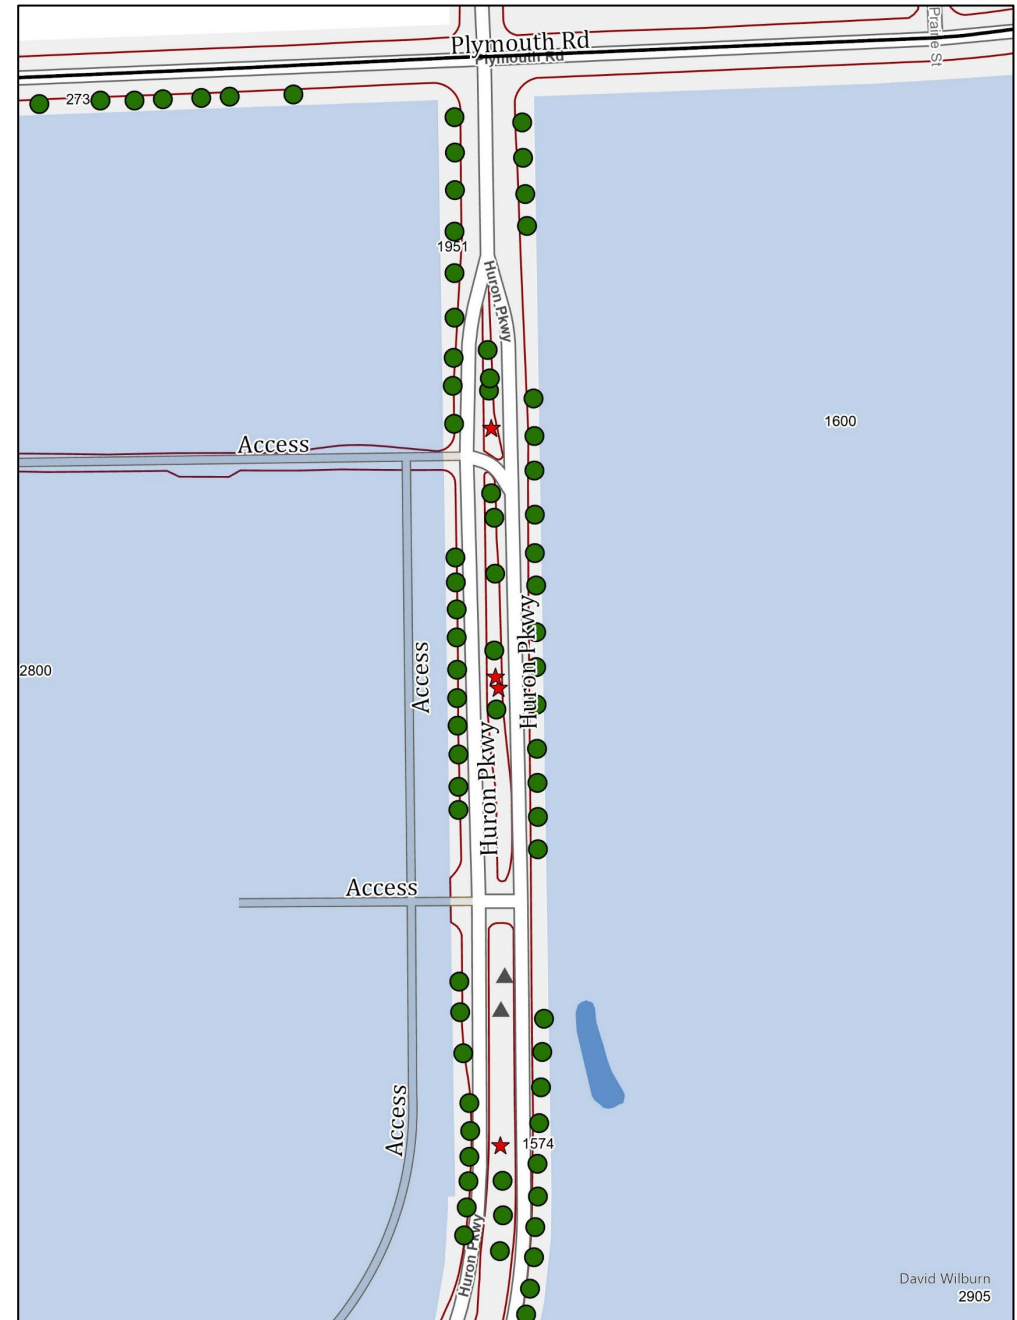 Prairie St
Plymouth Rd
Plymouth Rd
273
1951
Huron Pkwy
1600
Access
2800
Access
Huron Pkwy
Huron Pkwy
Access
Access
1574
Huron Pkwy
David Wilburn
2905